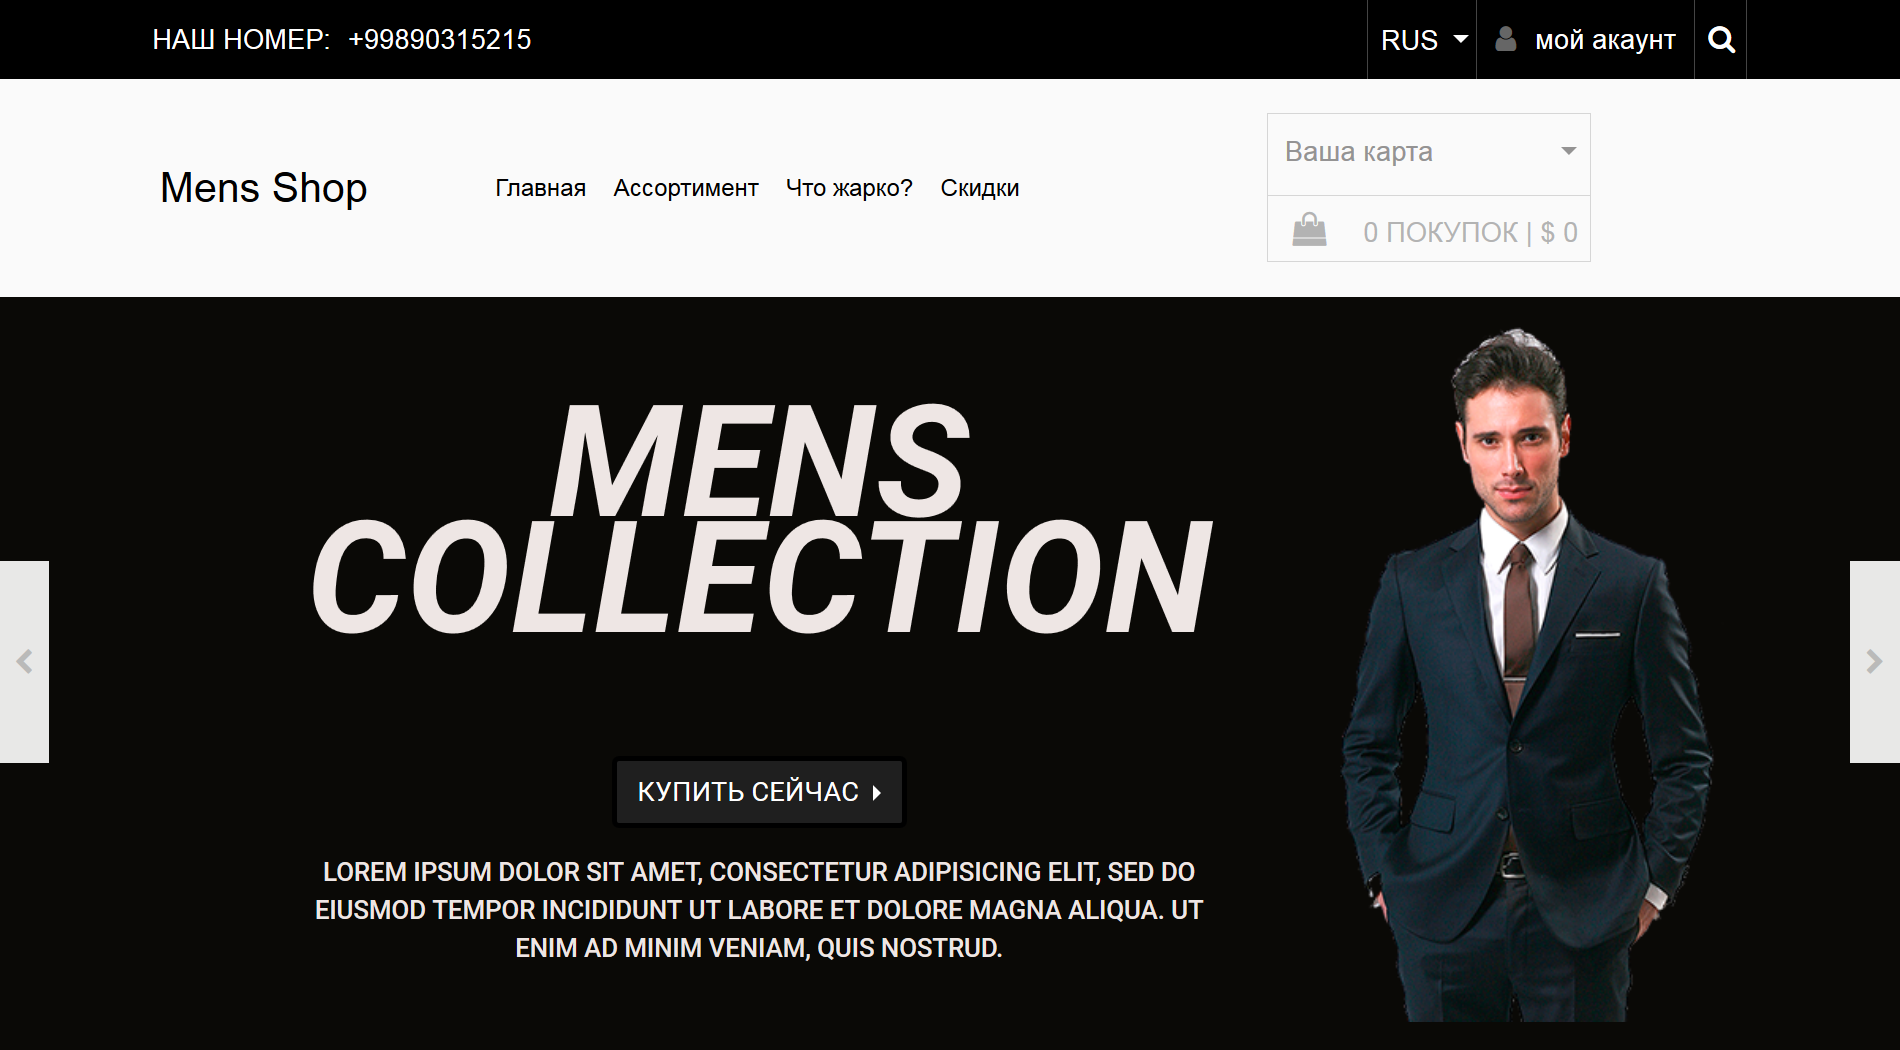 НАШ НОМЕР: +99890315215
RUS
мой акаунт
Mens Shop
Главная Ассортимент Что жарко? Скидки
Ваша карта
0 ПОКУПОК | $ 0
MENS
COLLECTION
КУПИТЬ СЕЙЧАС
LOREM IPSUM DOLOR SIT AMET, CONSECTETUR ADIPISICING ELIT, SED DO
EIUSMOD TEMPOR INCIDIDUNT UT LABORE ET DOLORE MAGNA ALIQUA. UT
ENIM AD MINIM VENIAM, QUIS NOSTRUD.